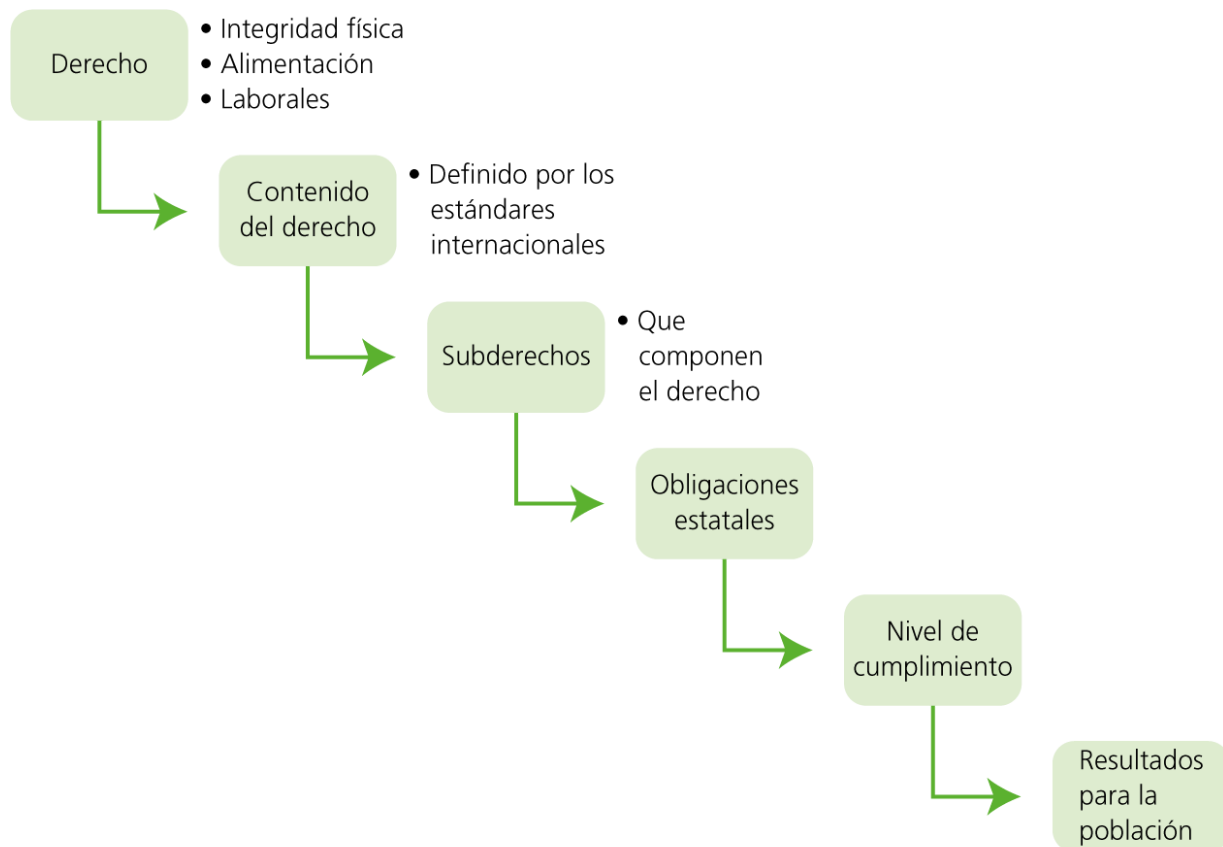 Derecho
• Integridad física
• Alimentación
• Laborales
Contenido
del derecho
• Definido por los
estándares
internacionales
Subderechos
• Que
componen
el derecho
Obligaciones
estatales
Nivel de
cumplimiento
Resultados
para la
población